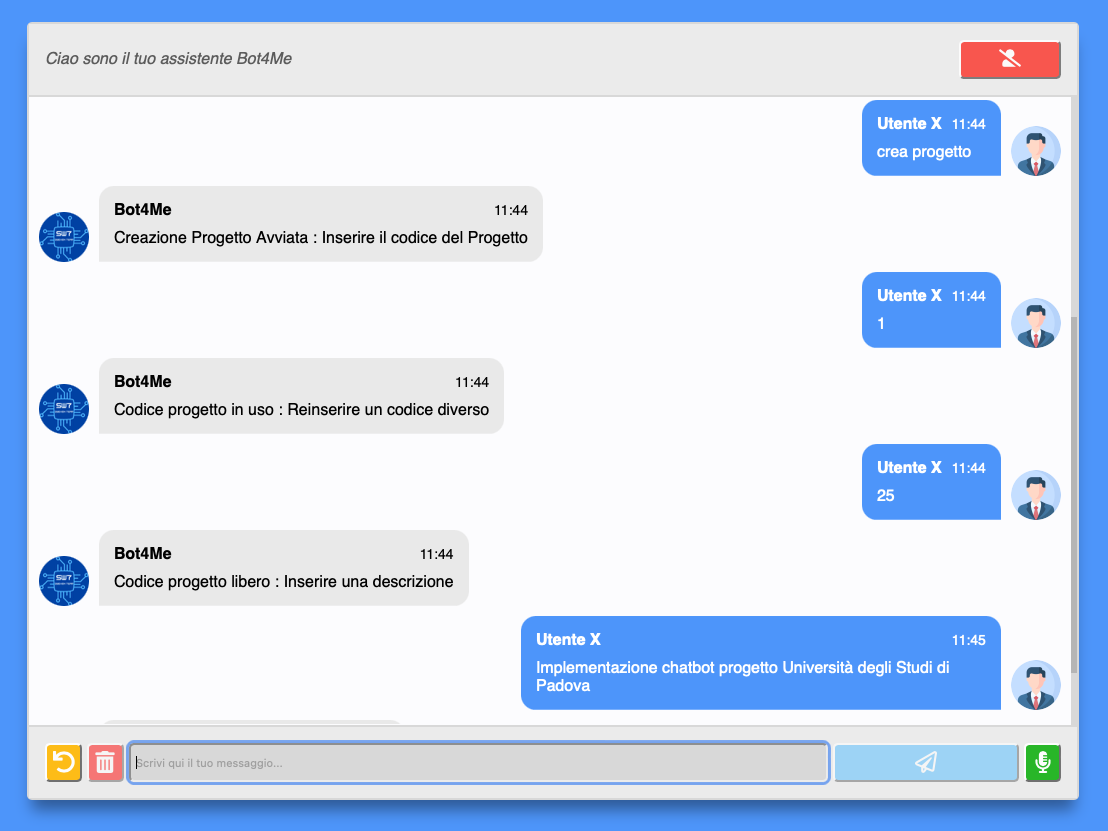 Ciao sono il tuo assistente Bot4Me
Utente X 11:44
crea progetto
Bot4Me 11:44
Creazione Progetto Avviata : Inserire il codice del Progetto
Utente X 11:44
1
Bot4Me 11:44
Codice progetto in uso : Reinserire un codice diverso
Utente X 11:44
25
Bot4Me 11:44
Codice progetto libero : Inserire una descrizione
Utente X 11:45
Implementazione chatbot progetto Università degli Studi di
Padova
Scrivi qui il tuo messaggio...